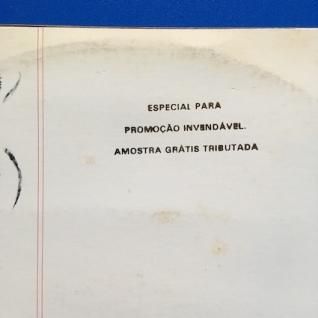 ESPECIAL PARA
PROMOÇÃO INVENDÁVEL.
AMOSTRA GRÁTIS TRIBUTADA